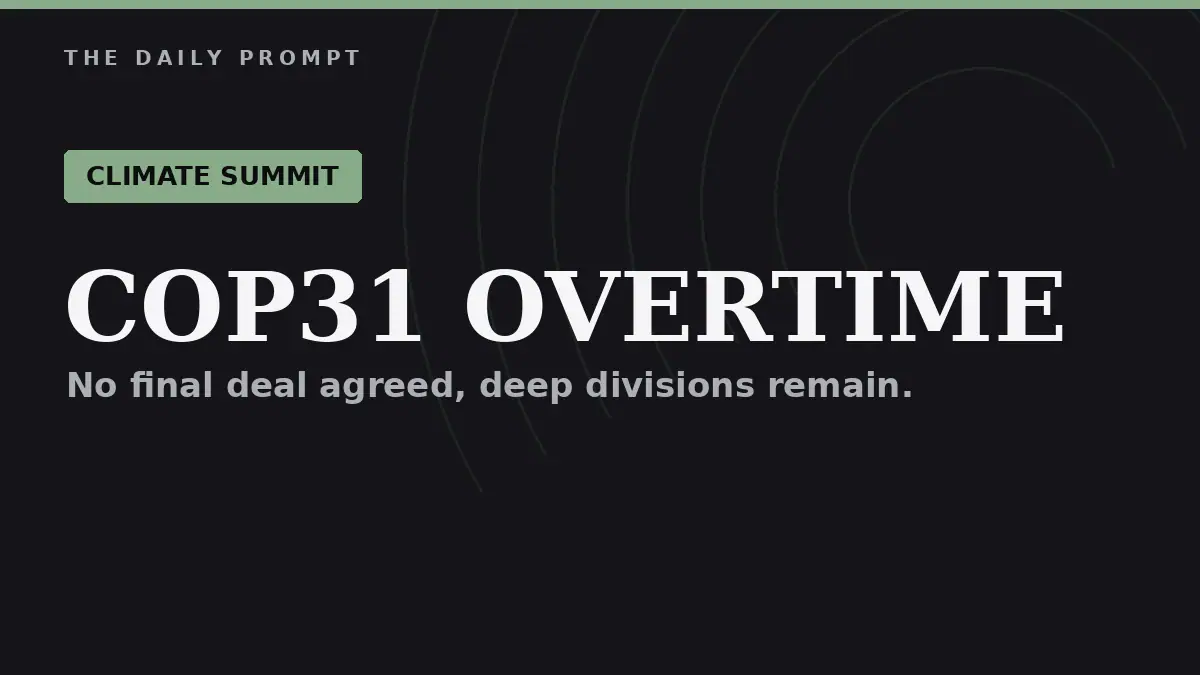 THE DAILY PROMPT
CLIMATE SUMMIT
COP31 OVERTIME
No final deal agreed, deep divisions remain.